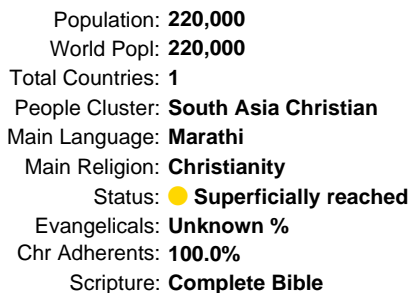 Population: 220,000
World Popl: 220,000
Total Countries: 1
People Cluster: South Asia Christian
Main Language: Marathi
Main Religion: Christianity
Status: Superficially reached
Evangelicals: Unknown %
Chr Adherents: 100.0%
Scripture: Complete Bible